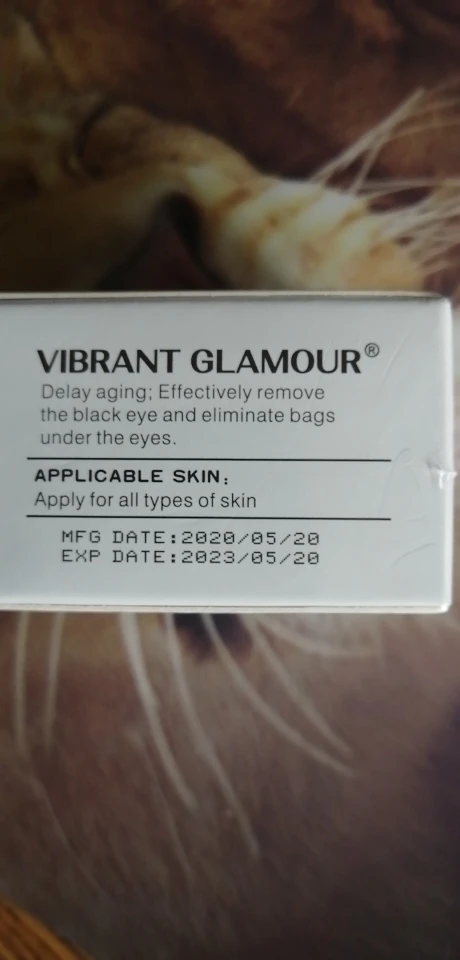 VIBRANT GLAMOUR®
Delay aging; Effectively remove
the black eye and eliminate bags
under the eyes.
APPLICABLE SKIN:
Apply for all types of skin
MFG DATE:2020/05/20
EXP DATE:2023/05/20